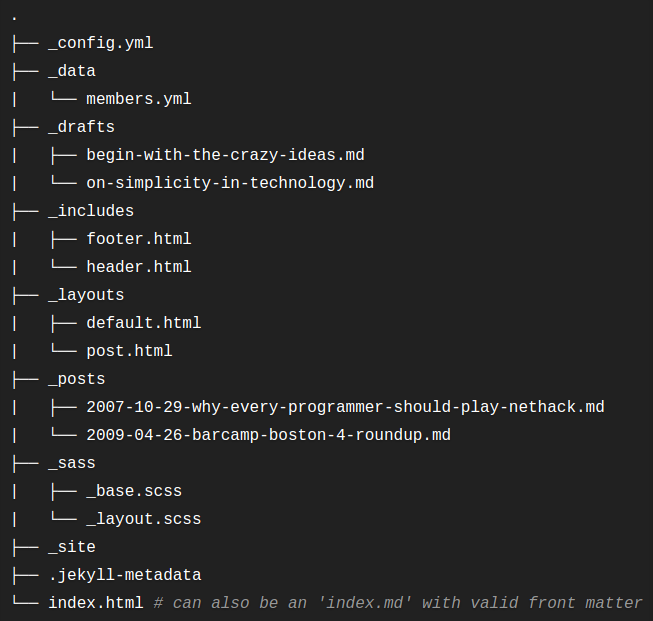 .
├── _config.yml
├── _data
|   └── members.yml
├── _drafts
|   ├── begin-with-the-crazy-ideas.md
|   └── on-simplicity-in-technology.md
├── _includes
|   ├── footer.html
|   └── header.html
├── _layouts
|   ├── default.html
|   └── post.html
├── _posts
|   ├── 2007-10-29-why-every-programmer-should-play-nethack.md
|   └── 2009-04-26-barcamp-boston-4-roundup.md
├── _sass
|   ├── _base.scss
|   └── _layout.scss
├── _site
├── .jekyll-metadata
└── index.html # can also be an 'index.md' with valid front matter